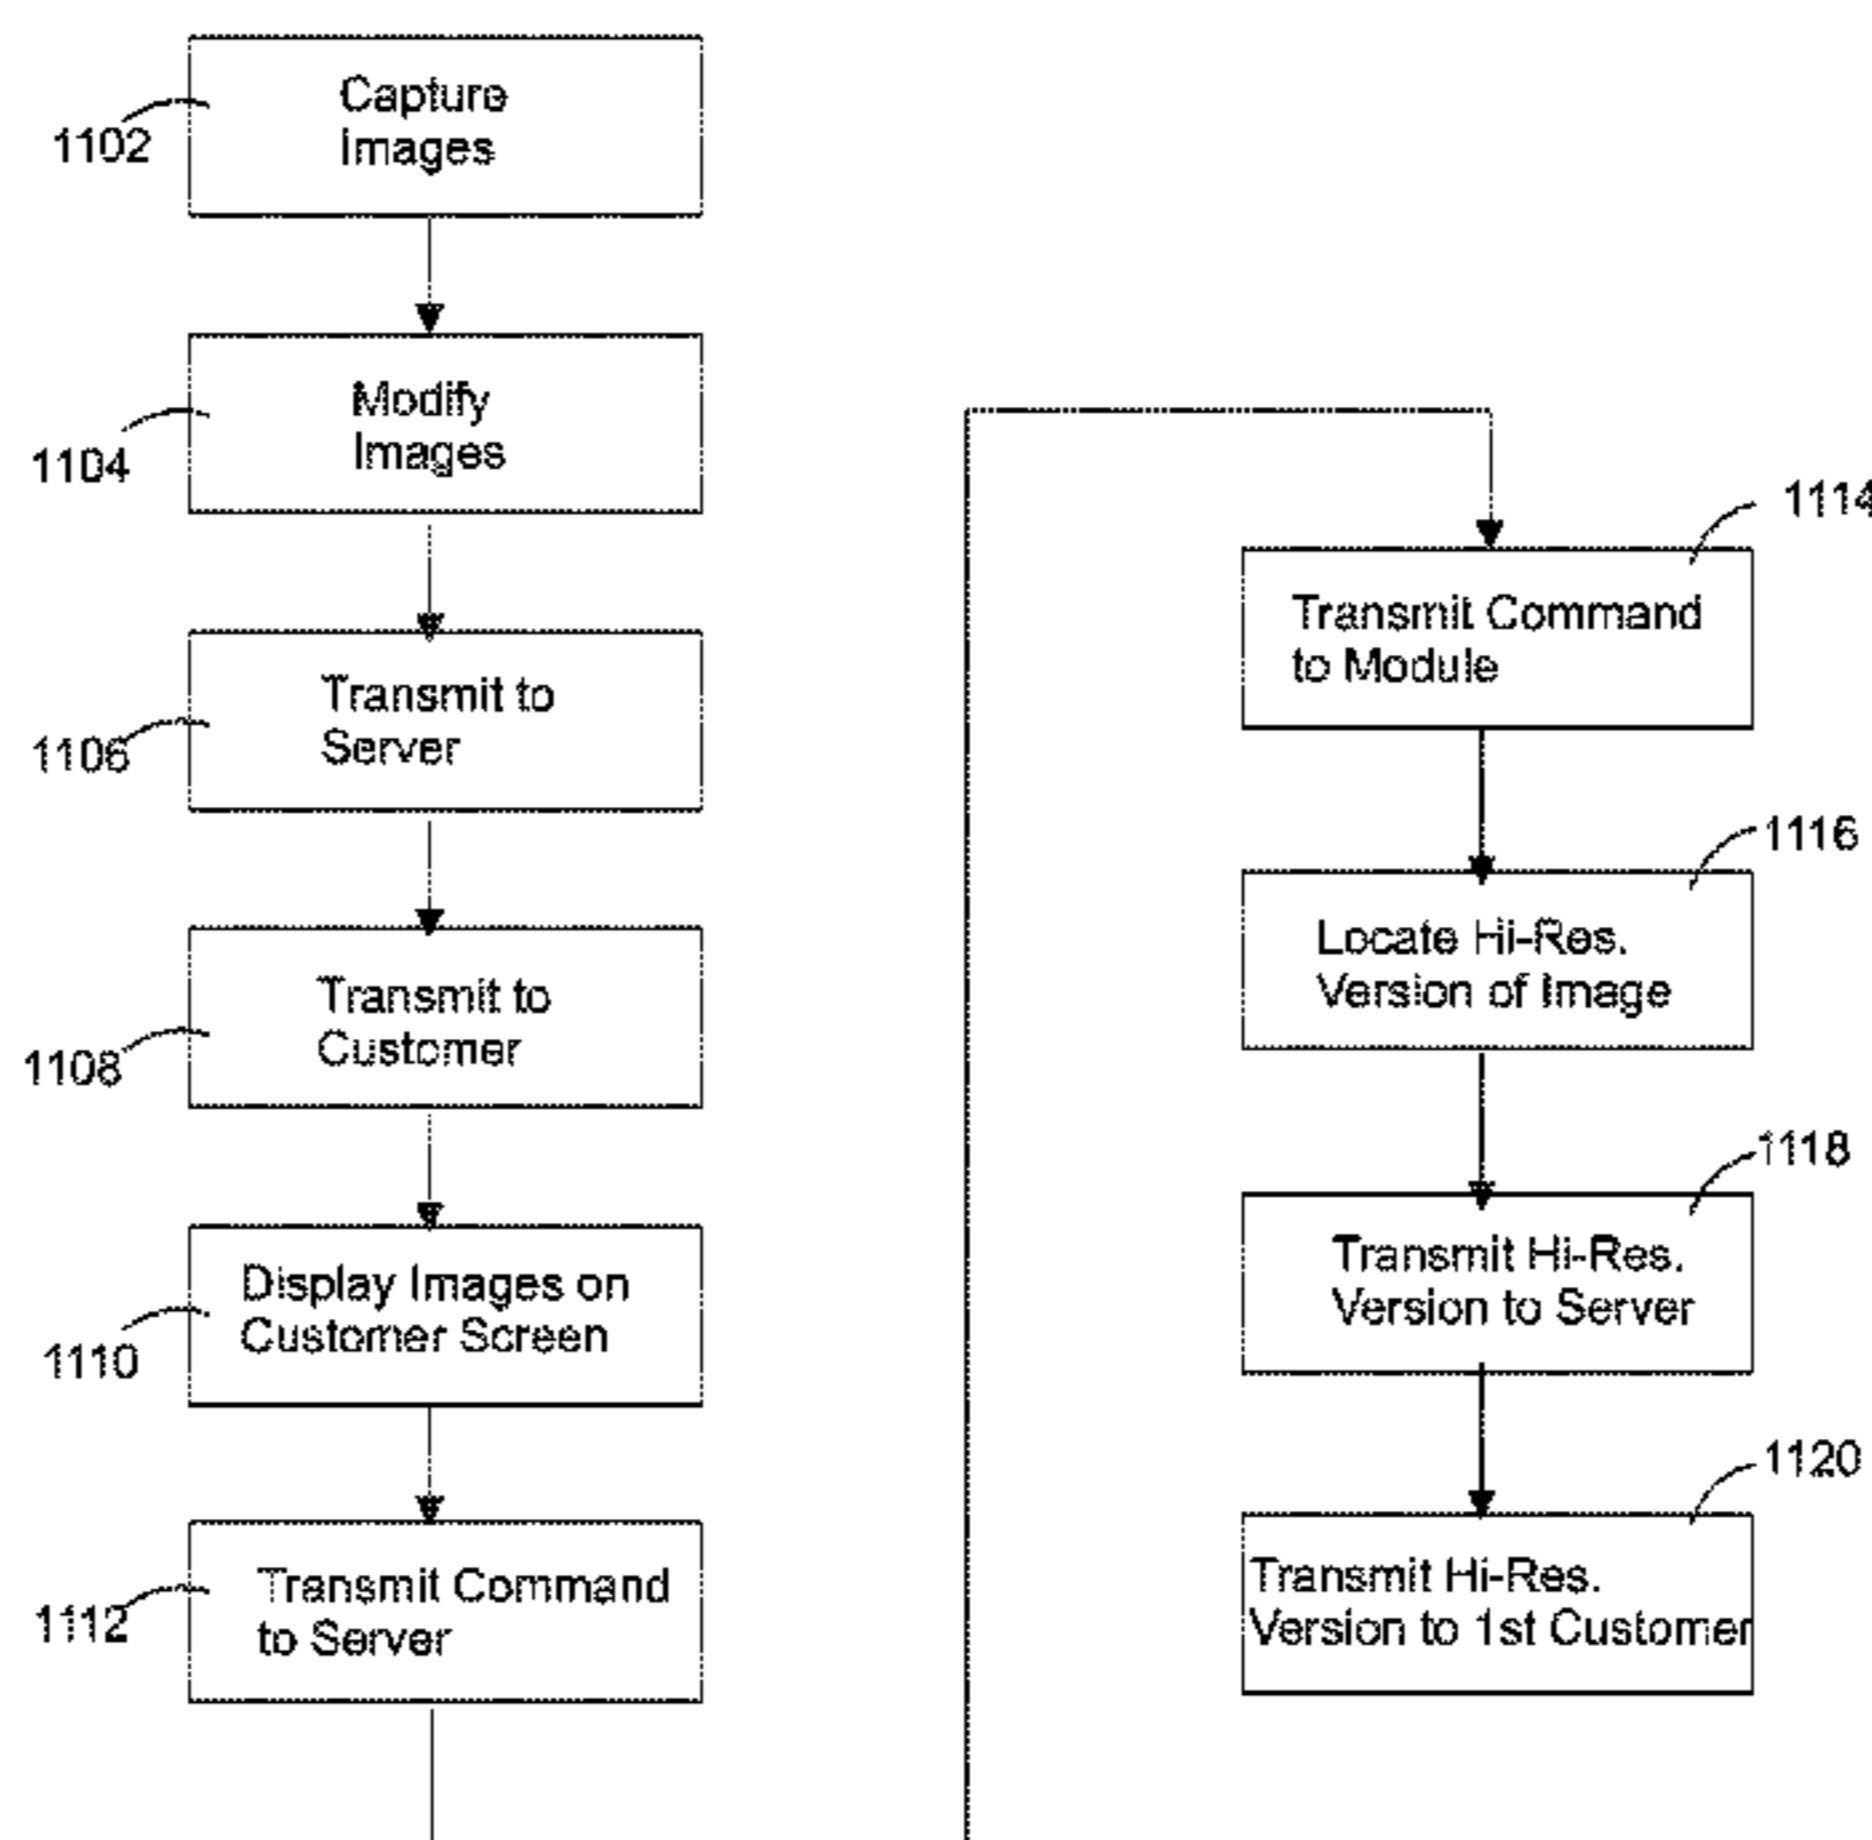 Capture
Images
1102
Modify
Images
1104
Transmit to
Server
1106
Transmit to
Customer
1108
Display Images on
Customer Screen
1110
Transmit Command
to Server
1112
1114
Transmit Command
to Module
1116
Locate Hi-Res.
Version of Image
1118
Transmit Hi-Res.
Version to Server
1120
Transmit Hi-Res.
Version to 1st Customer